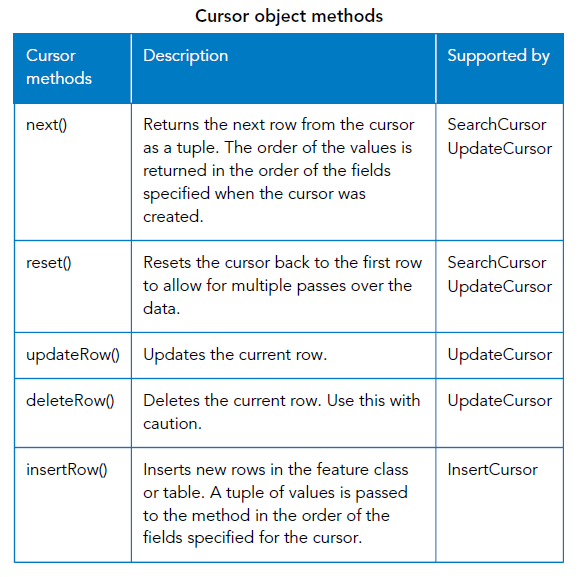 Cursor object methods
Cursor
methods
Description
Supported by
next()
Returns the next row from the cursor
as a tuple. The order of the values is
returned in the order of the fields
specified when the cursor was
created.
SearchCursor
UpdateCursor
reset()
Resets the cursor back to the first row
to allow for multiple passes over the
data.
SearchCursor
UpdateCursor
updateRow()
Updates the current row.
UpdateCursor
deleteRow()
Deletes the current row. Use this with
caution.
UpdateCursor
insertRow()
Inserts new rows in the feature class
or table. A tuple of values is passed
to the method in the order of the
fields specified for the cursor.
InsertCursor